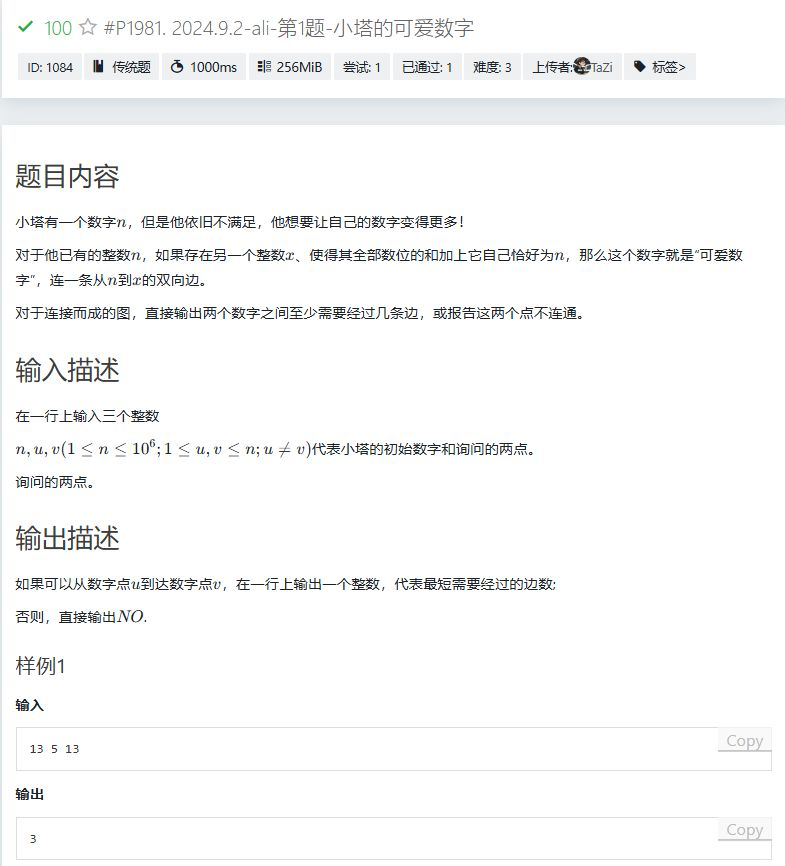 100 #P1981. 2024.9.2-ali-第1题-小塔的可爱数字
ID: 1084 传统题 1000ms 256MiB 尝试: 1 已通过: 1 难度: 3 上传者: TaZi 标签>
题目内容
小塔有一个数字n，但是他依旧不满足，他想要让自己的数字变得更多！
对于他已有的整数n，如果存在另一个整数x、使得其全部数位的和加上它自己恰好为n，那么这个数字就是“可爱数
字”，连一条从n到x的双向边。
对于连接而成的图，直接输出两个数字之间至少需要经过几条边，或报告这两个点不连通。
输入描述
在一行上输入三个整数
n, u, v(1 ≤ n ≤ 10⁶; 1 ≤ u, v ≤ n; u ≠ v)代表小塔的初始数字和询问的两点。
询问的两点。
输出描述
如果可以从数字点u到达数字点v，在一行上输出一个整数，代表最短需要经过的边数;
否则，直接输出NO.
样例1
输入
Copy
13 5 13
输出
Copy
3